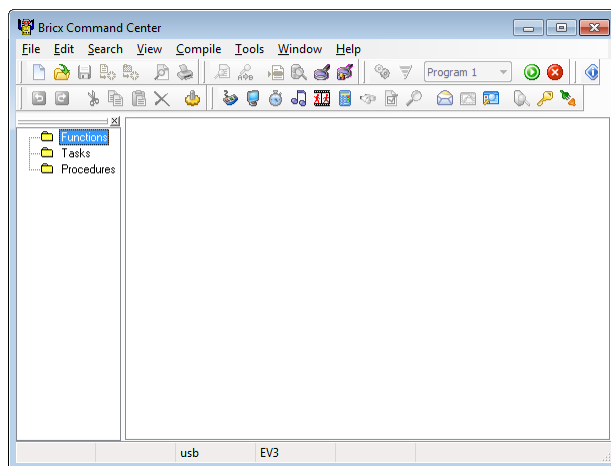 Bricx Command Center
File Edit Search View Compile Tools Window Help
Program 1
Functions
Tasks
Procedures
usb EV3